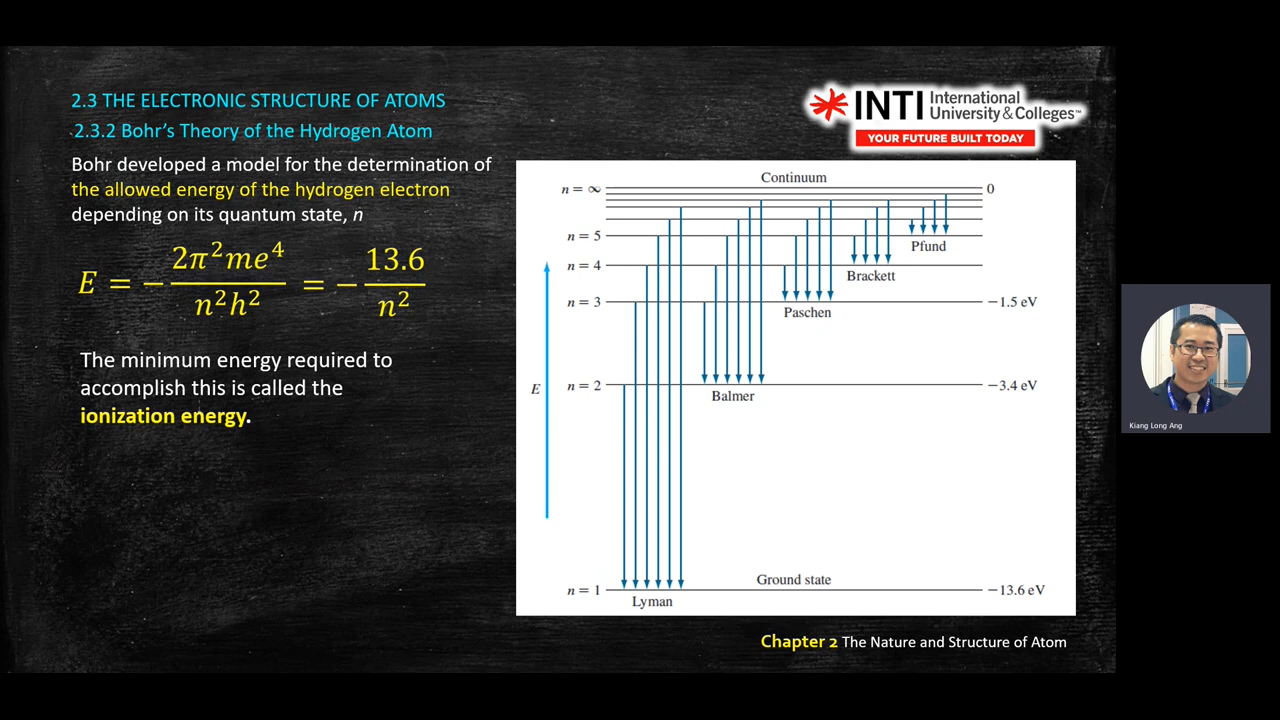 2.3 THE ELECTRONIC STRUCTURE OF ATOMS
2.3.2 Bohr’s Theory of the Hydrogen Atom
Bohr developed a model for the determination of
the allowed energy of the hydrogen electron
depending on its quantum state, n
E = − 2π²me⁴ / n²h² = − 13.6 / n²
The minimum energy required to
accomplish this is called the
ionization energy.
INTI International
University & Colleges™
YOUR FUTURE BUILT TODAY
Continuum
n = ∞ 0
n = 5
Pfund
n = 4
Brackett
n = 3 −1.5 eV
Paschen
E
n = 2 −3.4 eV
Balmer
Ground state
n = 1 −13.6 eV
Lyman
Chapter 2 The Nature and Structure of Atom
Kiang Long Ang